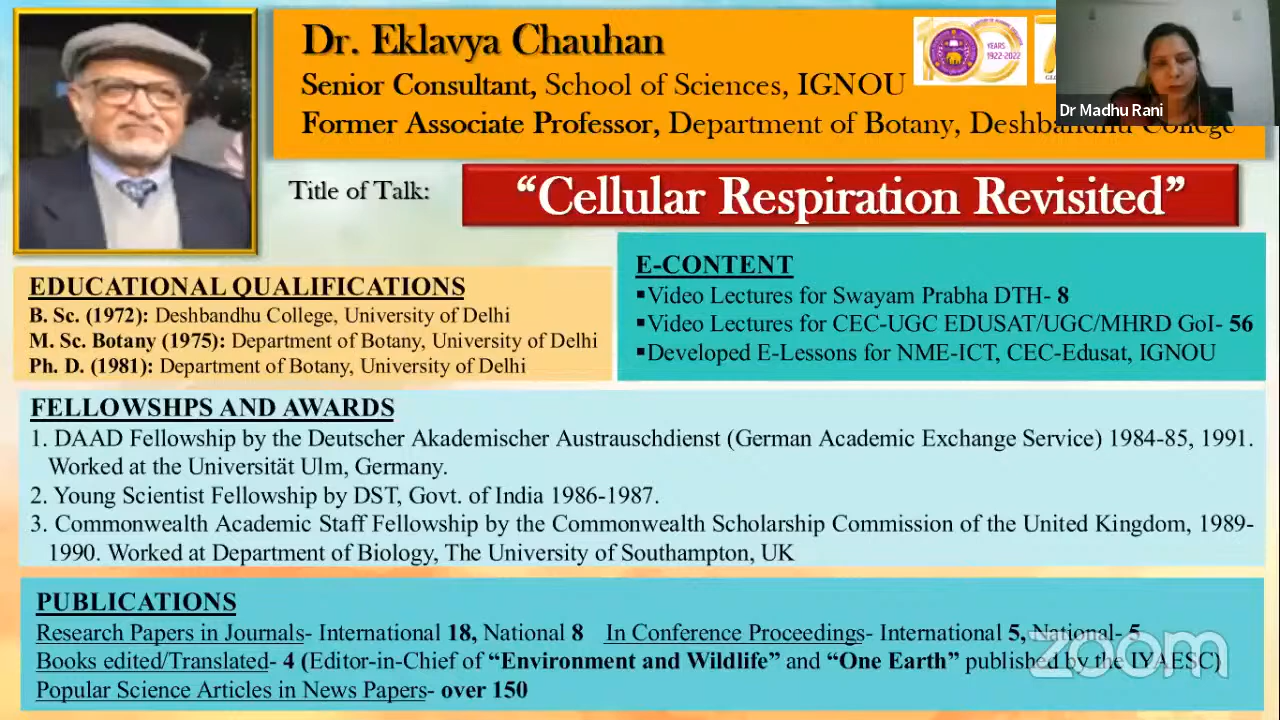 Dr. Eklavya Chauhan
Senior Consultant, School of Sciences, IGNOU
YEARS
1922-2022
Dr Madhu Rani
Former Associate Professor, Department of Botany, Deshbandhu College
Title of Talk:
“Cellular Respiration Revisited”
EDUCATIONAL QUALIFICATIONS
B. Sc. (1972): Deshbandhu College, University of Delhi
M. Sc. Botany (1975): Department of Botany, University of Delhi
Ph. D. (1981): Department of Botany, University of Delhi
E-CONTENT
▪Video Lectures for Swayam Prabha DTH- 8
▪Video Lectures for CEC-UGC EDUSAT/UGC/MHRD GoI- 56
▪Developed E-Lessons for NME-ICT, CEC-Edusat, IGNOU
FELLOWSHPS AND AWARDS
1. DAAD Fellowship by the Deutscher Akademischer Austrauschdienst (German Academic Exchange Service) 1984-85, 1991.
Worked at the Universität Ulm, Germany.
2. Young Scientist Fellowship by DST, Govt. of India 1986-1987.
3. Commonwealth Academic Staff Fellowship by the Commonwealth Scholarship Commission of the United Kingdom, 1989-
1990. Worked at Department of Biology, The University of Southampton, UK
PUBLICATIONS
Research Papers in Journals- International 18, National 8 In Conference Proceedings- International 5, National- 5
Books edited/Translated- 4 (Editor-in-Chief of “Environment and Wildlife” and “One Earth” published by the IYAESC)
Popular Science Articles in News Papers- over 150
zoom